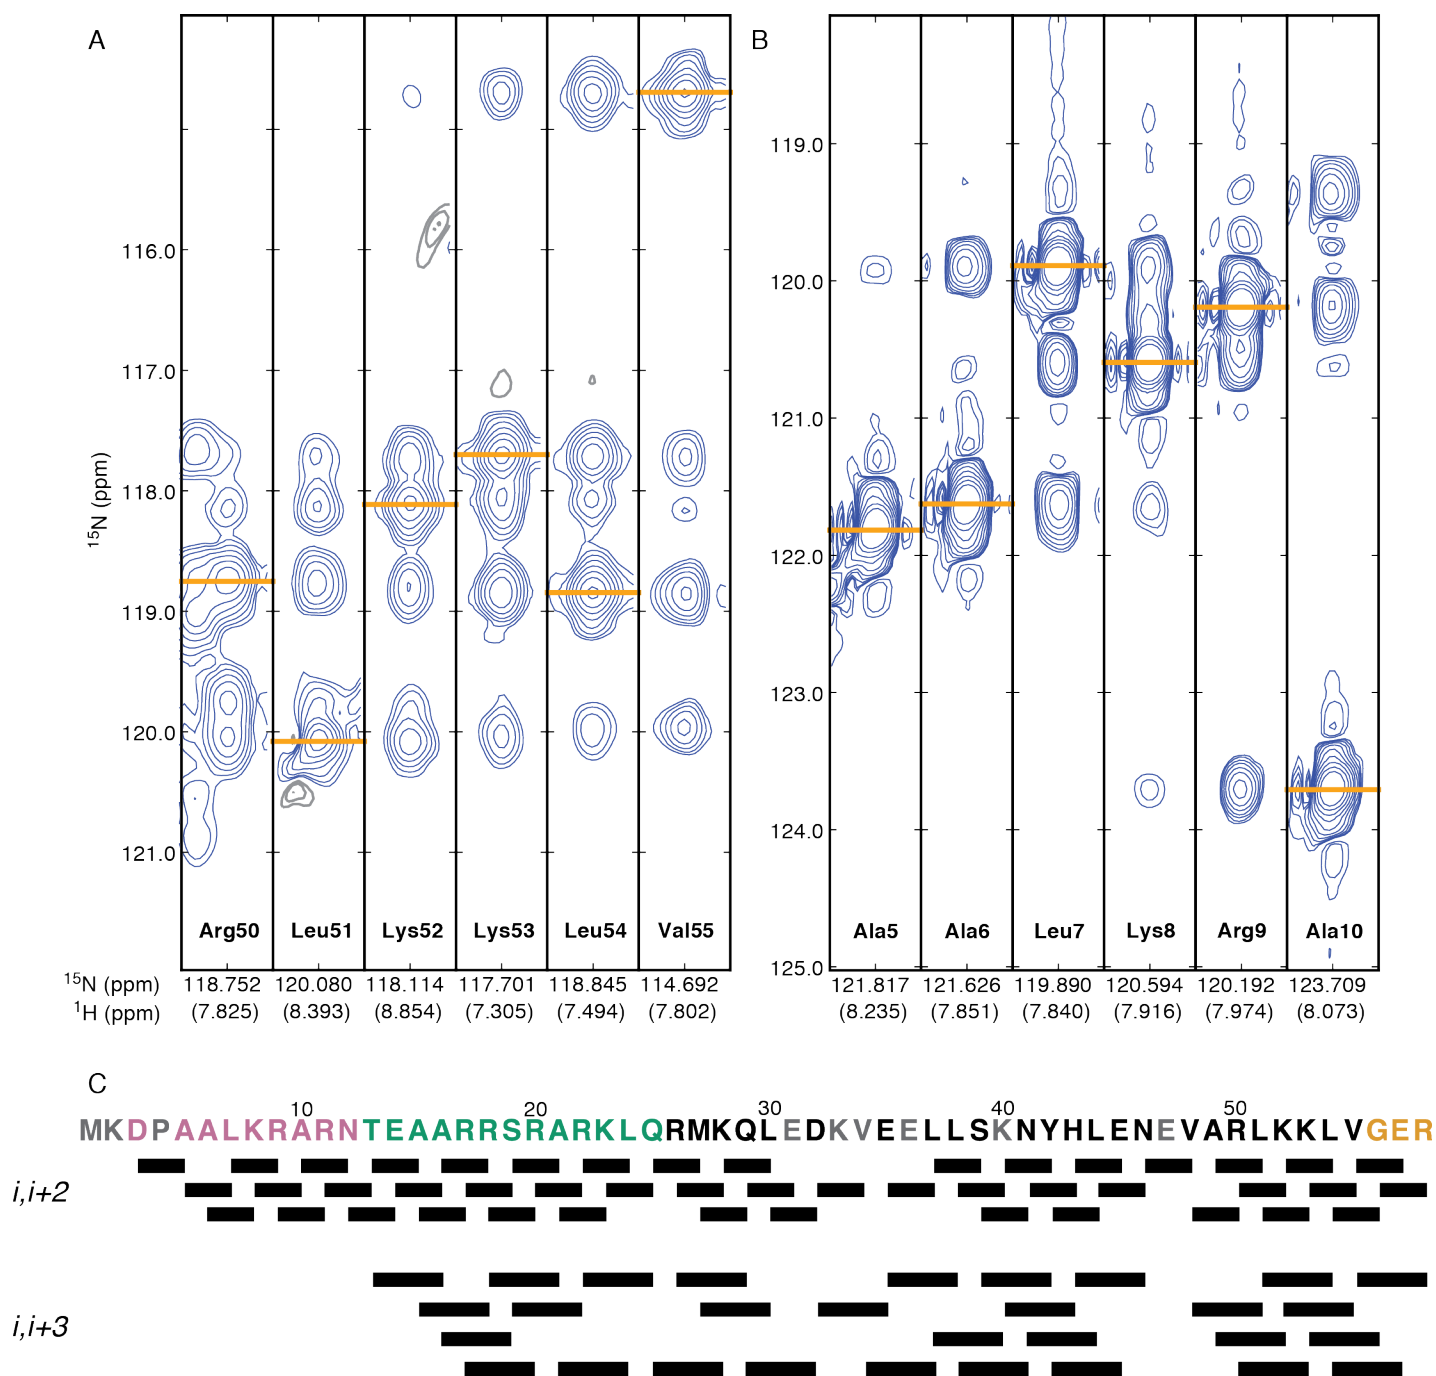 A
B
119.0
116.0
120.0
117.0
121.0
118.0
122.0
119.0
123.0
120.0
124.0
121.0
125.0
15N (ppm)
Arg50 Leu51 Lys52 Lys53 Leu54 Val55 Ala5 Ala6 Leu7 Lys8 Arg9 Ala10
15N (ppm) 118.752 120.080 118.114 117.701 118.845 114.692 121.817 121.626 119.890 120.594 120.192 123.709
1H (ppm) (7.825) (8.393) (8.854) (7.305) (7.494) (7.802) (8.235) (7.851) (7.840) (7.916) (7.974) (8.073)
C
10 20 30 40 50
MKDPAALKRARNTEAARRSRARKLQRMKQLEDKVEELLSKNYHLENEVARLKKLVGER
i,i+2
i,i+3